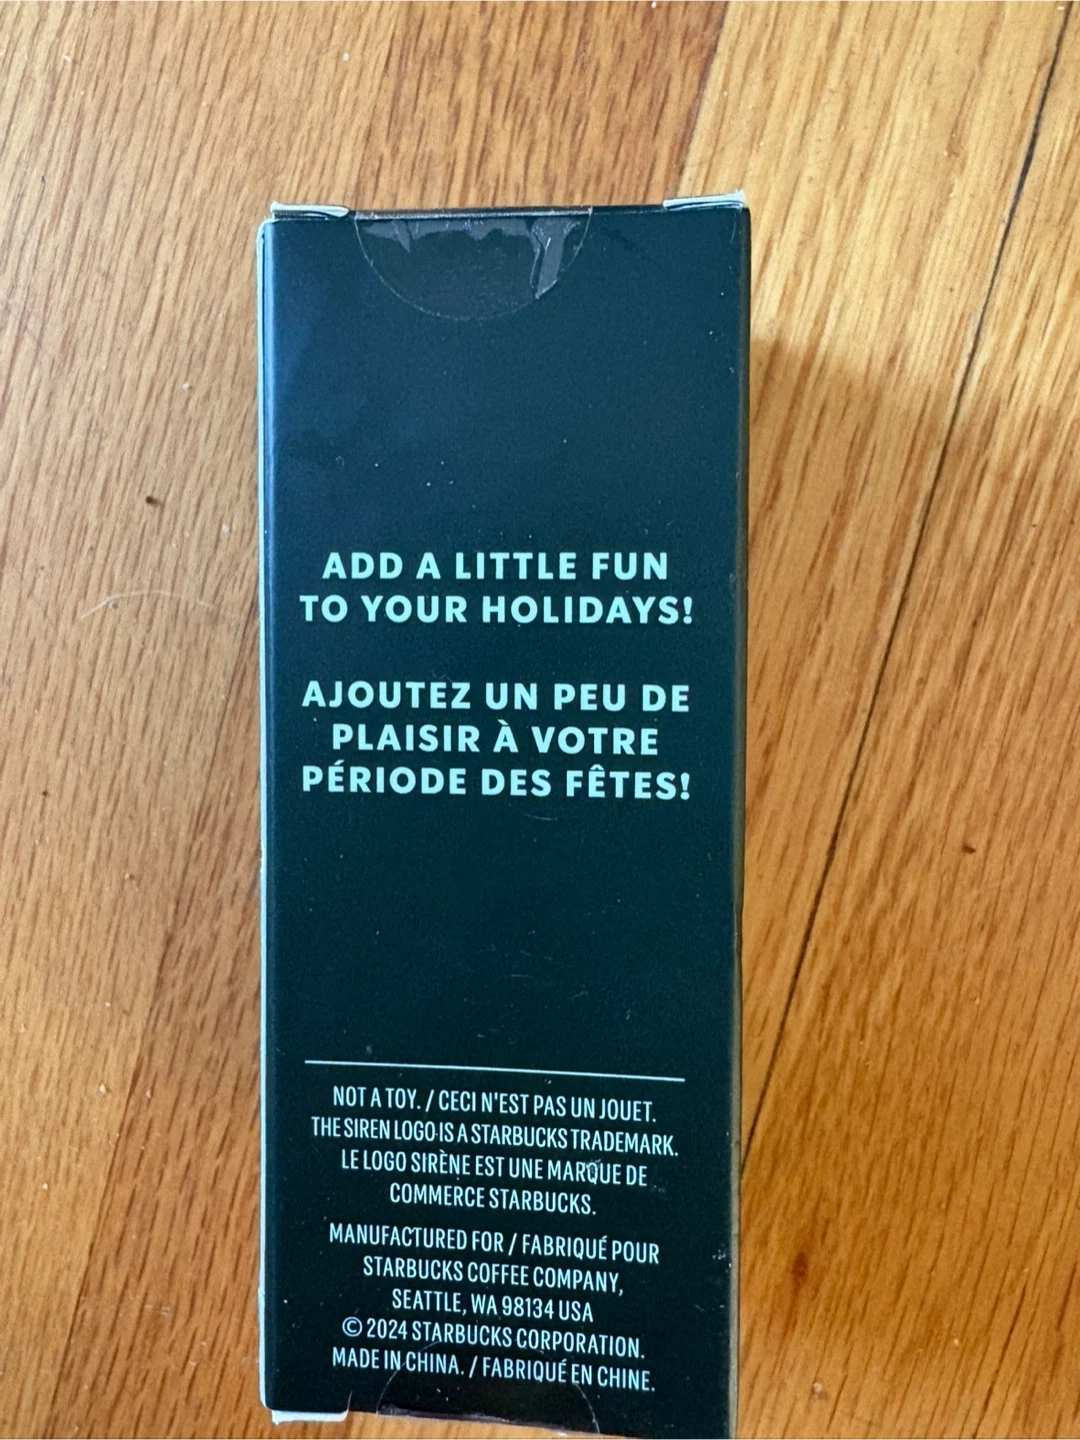 ADD A LITTLE FUN
TO YOUR HOLIDAYS!
AJOUTEZ UN PEU DE
PLAISIR À VOTRE
PÉRIODE DES FÊTES!
NOT A TOY. / CECI N'EST PAS UN JOUET.
THE SIREN LOGO IS A STARBUCKS TRADEMARK.
LE LOGO SIRÈNE EST UNE MARQUE DE
COMMERCE STARBUCKS.
MANUFACTURED FOR / FABRIQUÉ POUR
STARBUCKS COFFEE COMPANY,
SEATTLE, WA 98134 USA
© 2024 STARBUCKS CORPORATION.
MADE IN CHINA. / FABRIQUÉ EN CHINE.